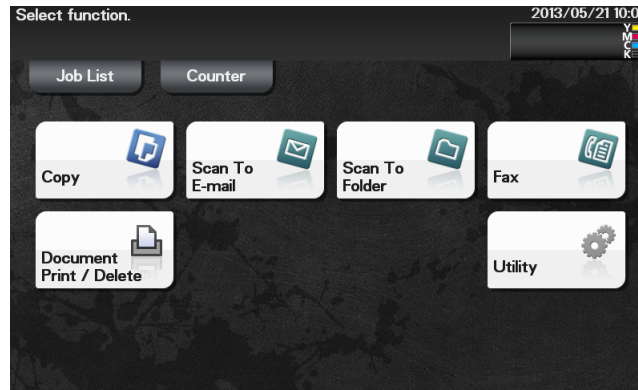 Select function.
2013/05/21 10:0
Y
M
C
K
Job List
Counter
Copy
Scan To
E-mail
Scan To
Folder
Fax
Document
Print / Delete
Utility